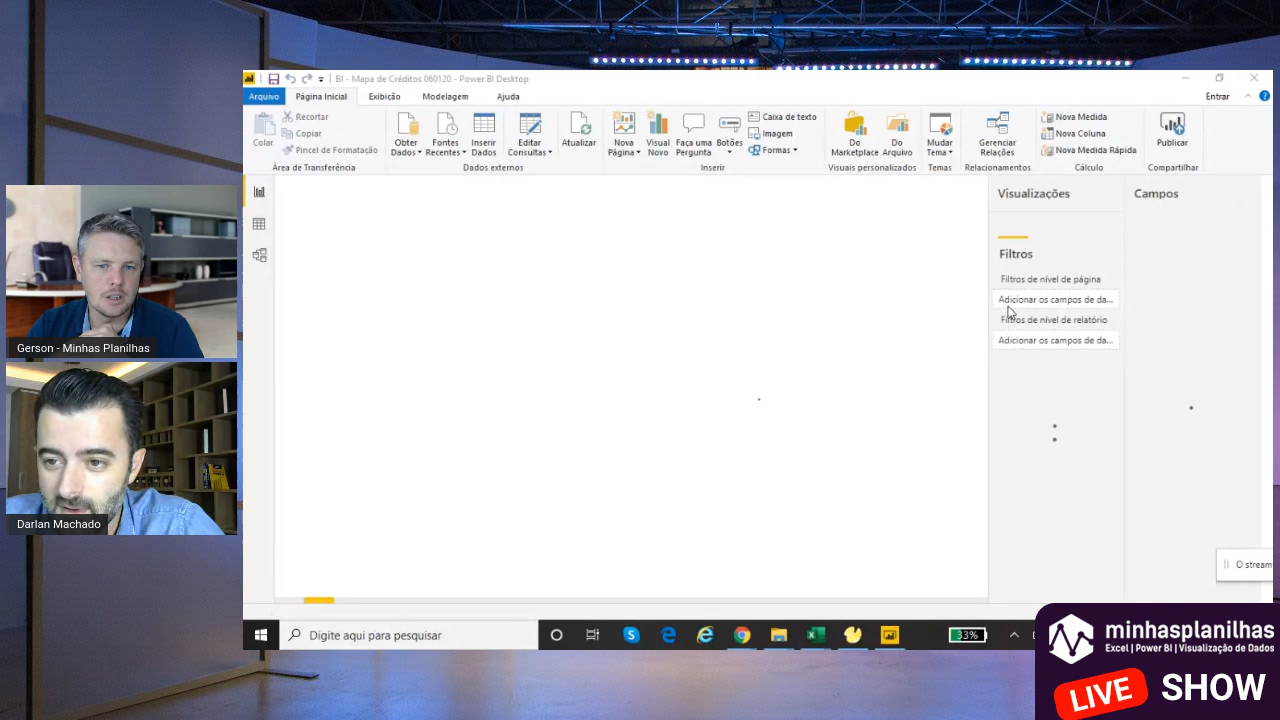 BI - Mapa de Créditos 060120 - Power BI Desktop
Arquivo
Página Inicial
Exibição
Modelagem
Ajuda
Entrar
Colar
Recortar
Copiar
Pincel de Formatação
Área de Transferência
Obter Dados
Fontes Recentes
Inserir Dados
Editar Consultas
Atualizar
Dados externos
Nova Página
Visual Novo
Faça uma Pergunta
Botões
Caixa de texto
Imagem
Formas
Inserir
Do Marketplace
Do Arquivo
Visuais personalizados
Mudar Tema
Temas
Gerenciar Relações
Relacionamentos
Nova Medida
Nova Coluna
Nova Medida Rápida
Cálculo
Publicar
Compartilhar
Visualizações
Campos
Filtros
Filtros de nível de página
Adicionar os campos de da...
Filtros de nível de relatório
Adicionar os campos de da...
Gerson - Minhas Planilhas
Darlan Machado
O stream
Digite aqui para pesquisar
33%
minhasplanilhas
Excel | Power BI | Visualização de Dados
LIVE SHOW